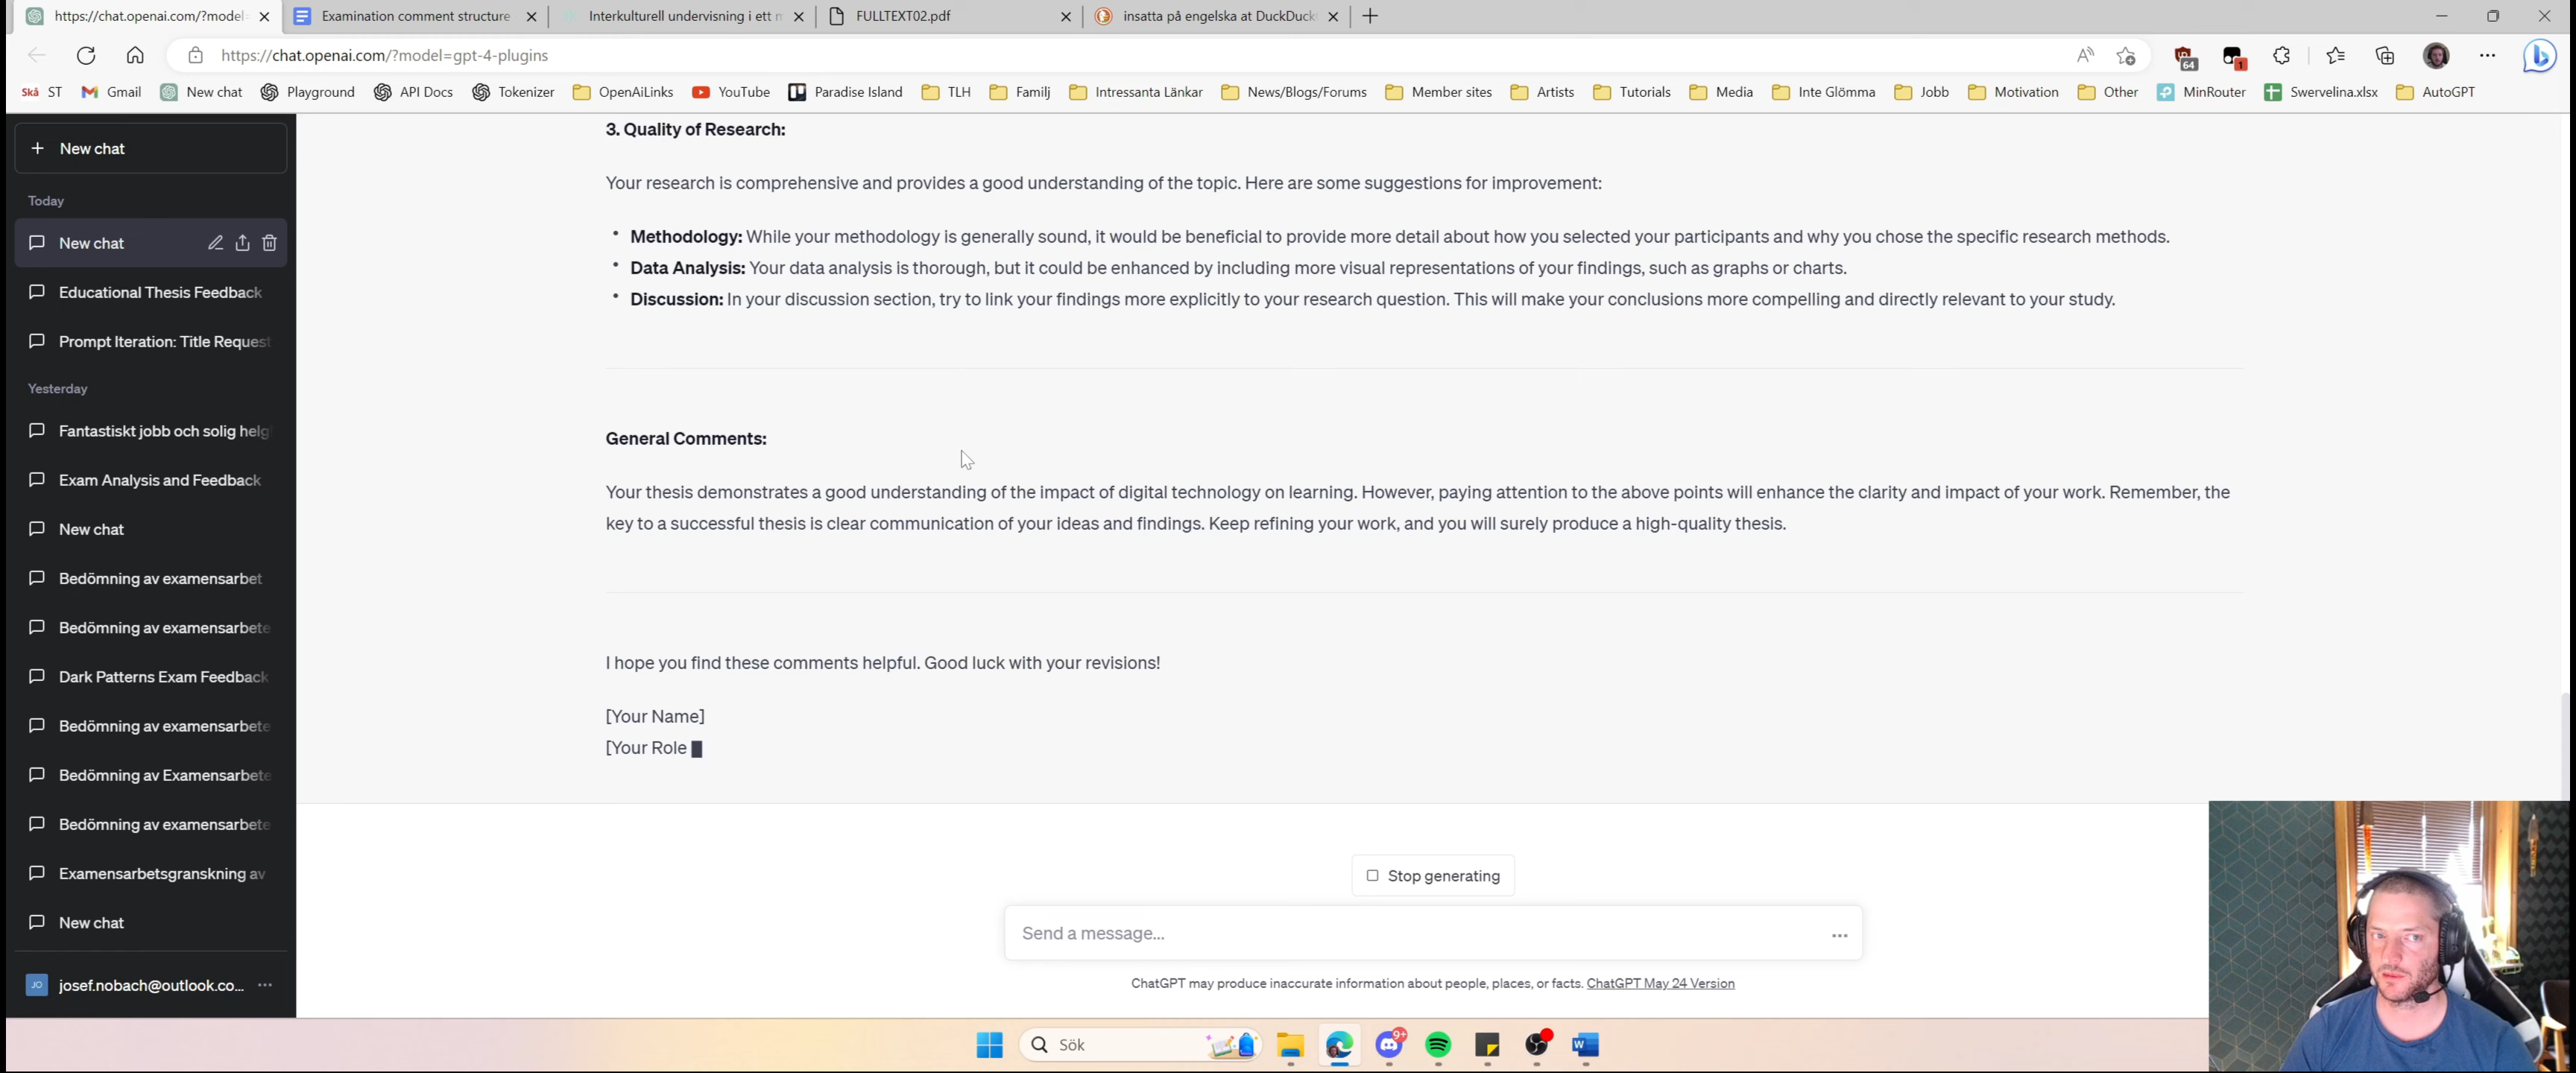 https://chat.openai.com/?model=
Examination comment structure
Interkulturell undervisning i ett m
FULLTEXT02.pdf
insatta på engelska at DuckDuck
https://chat.openai.com/?model=gpt-4-plugins
64
1
Skå ST
Gmail
New chat
Playground
API Docs
Tokenizer
OpenAiLinks
YouTube
Paradise Island
TLH
Familj
Intressanta Länkar
News/Blogs/Forums
Member sites
Artists
Tutorials
Media
Inte Glömma
Jobb
Motivation
Other
MinRouter
Swervelina.xlsx
AutoGPT
New chat
Today
New chat
Educational Thesis Feedback
Prompt Iteration: Title Request
Yesterday
Fantastiskt jobb och solig helg
Exam Analysis and Feedback
New chat
Bedömning av examensarbet
Bedömning av examensarbete
Dark Patterns Exam Feedback
Bedömning av examensarbete
Bedömning av Examensarbete
Bedömning av examensarbete
Examensarbetsgranskning av
New chat
JO josef.nobach@outlook.co...
3. Quality of Research:
Your research is comprehensive and provides a good understanding of the topic. Here are some suggestions for improvement:
• Methodology: While your methodology is generally sound, it would be beneficial to provide more detail about how you selected your participants and why you chose the specific research methods.
• Data Analysis: Your data analysis is thorough, but it could be enhanced by including more visual representations of your findings, such as graphs or charts.
• Discussion: In your discussion section, try to link your findings more explicitly to your research question. This will make your conclusions more compelling and directly relevant to your study.
General Comments:
Your thesis demonstrates a good understanding of the impact of digital technology on learning. However, paying attention to the above points will enhance the clarity and impact of your work. Remember, the
key to a successful thesis is clear communication of your ideas and findings. Keep refining your work, and you will surely produce a high-quality thesis.
I hope you find these comments helpful. Good luck with your revisions!
[Your Name]
[Your Role
Stop generating
Send a message...
ChatGPT may produce inaccurate information about people, places, or facts. ChatGPT May 24 Version
Sök
9+